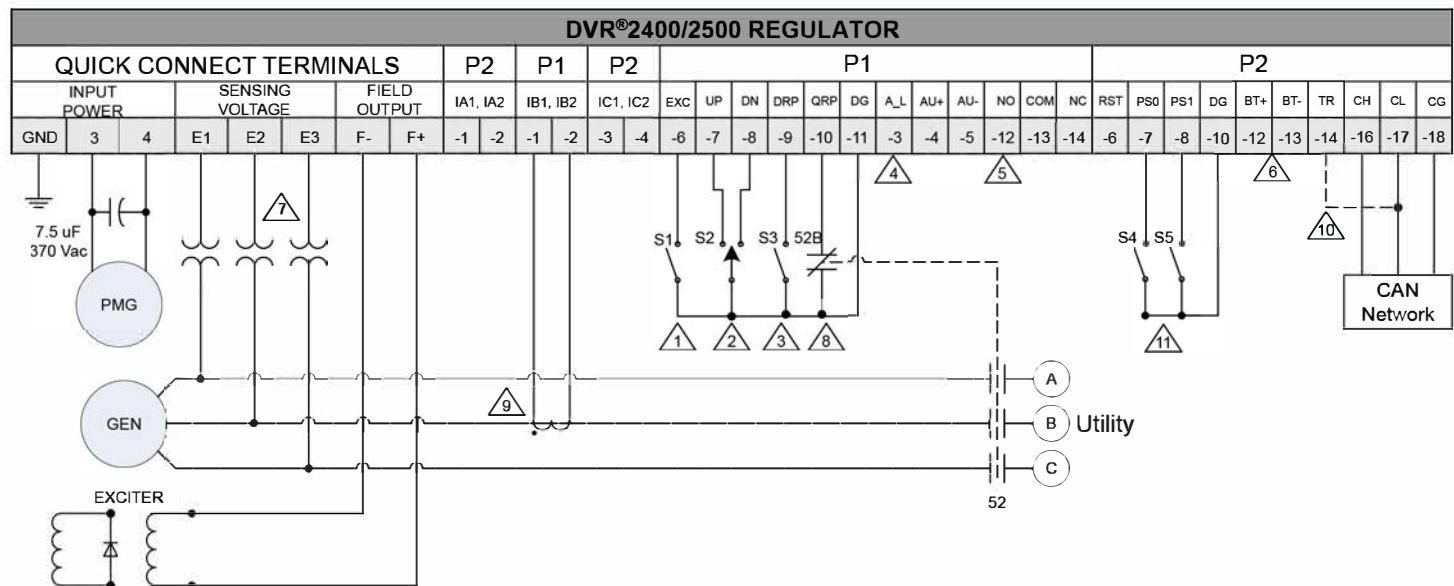 DVR®2400/2500 REGULATOR
QUICK CONNECT TERMINALS P2 P1 P2 P1 P2
INPUT POWER SENSING VOLTAGE FIELD OUTPUT IA1, IA2 IB1, IB2 IC1, IC2 EXC UP DN DRP QRP DG A_L AU+ AU- NO COM NC RST PS0 PS1 DG BT+ BT- TR CH CL CG
GND 3 4 E1 E2 E3 F- F+ -1 -2 -1 -2 -3 -4 -6 -7 -8 -9 -10 -11 -3 -4 -5 -12 -13 -14 -6 -7 -8 -10 -12 -13 -14 -16 -17 -18
4 5 6
7
7.5 uF
370 Vac
10
S1 S2 S3 52B S4 S5
PMG
CAN
Network
1 2 3 8 11
A
9
GEN
B Utility
C
EXCITER
52